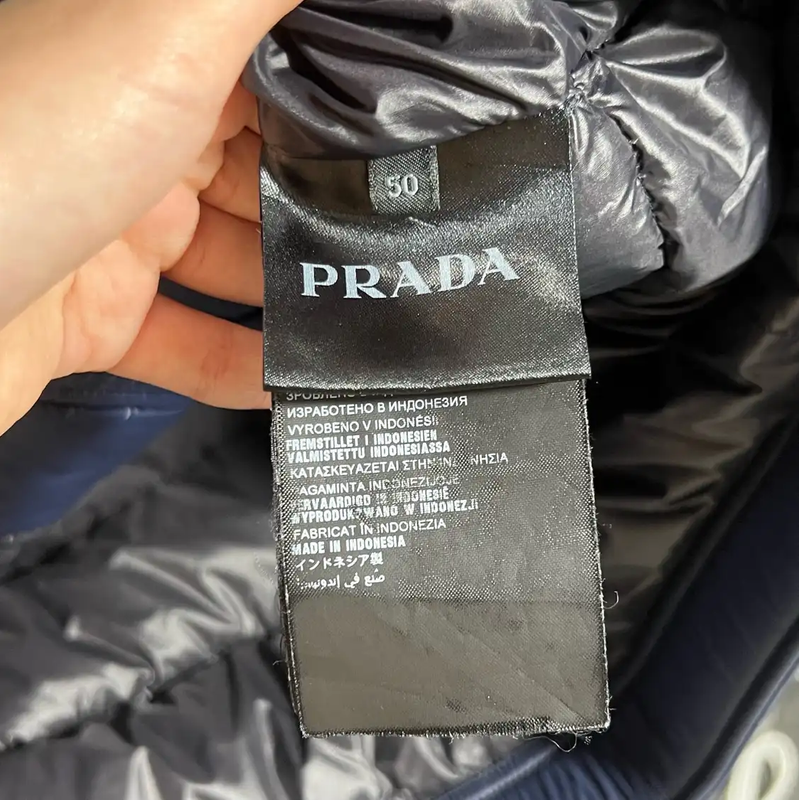 50
PRADA
ИЗРАБОТЕНО В ИНДОНЕЗИЯ
VYROBENO V INDONÉSII
FREMSTILLET I INDONESIEN
VALMISTETTU INDONESIASSA
ΚΑΤΑΣΚΕΥΑΖΕΤΑΙ ΣΤΗΝ ΙΝΔΟΝΗΣΙΑ
PAGAMINTA INDONEZIJOJE
VERVAARDIGD IN INDONESIË
WYPRODUKOWANO W INDONEZJI
FABRICAT ÎN INDONEZIA
MADE IN INDONESIA
インドネシア製
صنع في إندونيسيا